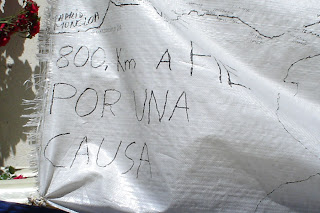 800, Km A PIE
POR UNA
CAUSA